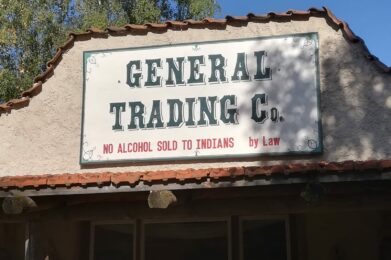 GENERAL
TRADING Co.
NO ALCOHOL SOLD TO INDIANS by Law